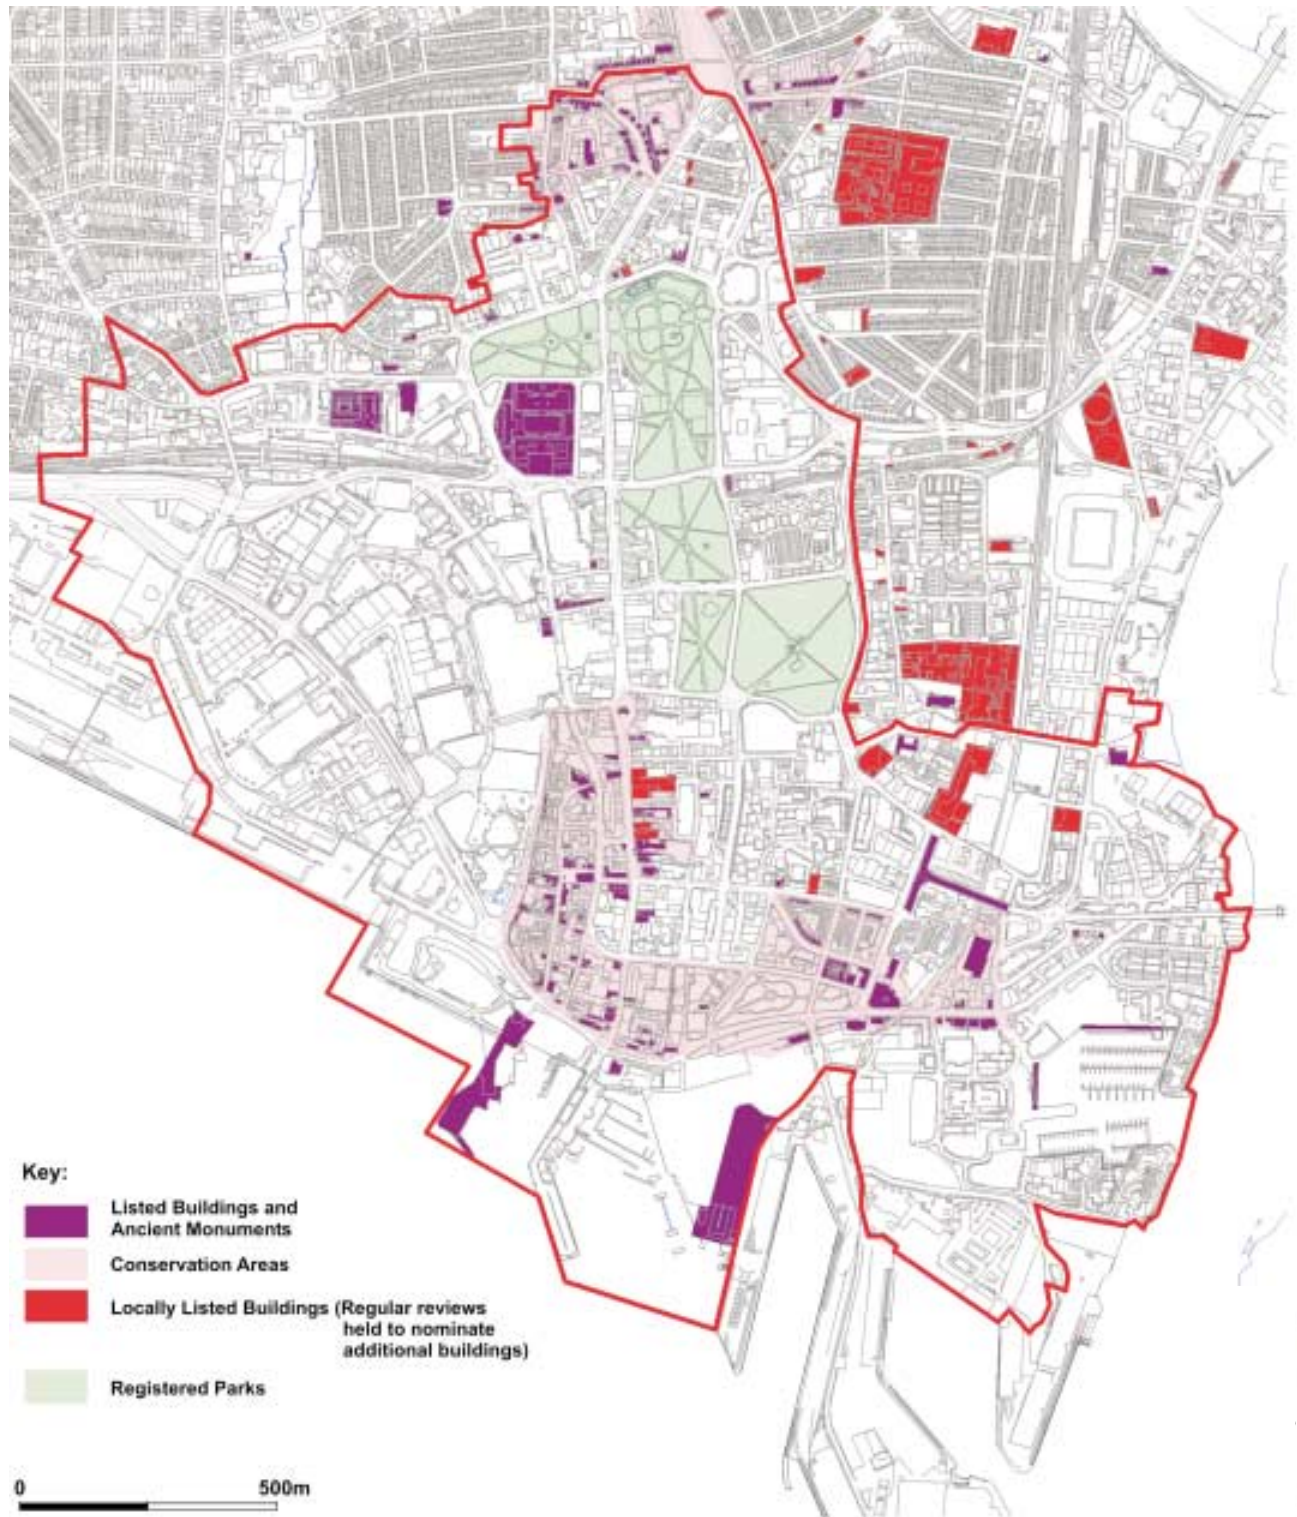 Key:
Listed Buildings and
Ancient Monuments
Conservation Areas
Locally Listed Buildings (Regular reviews
held to nominate
additional buildings)
Registered Parks
0 500m